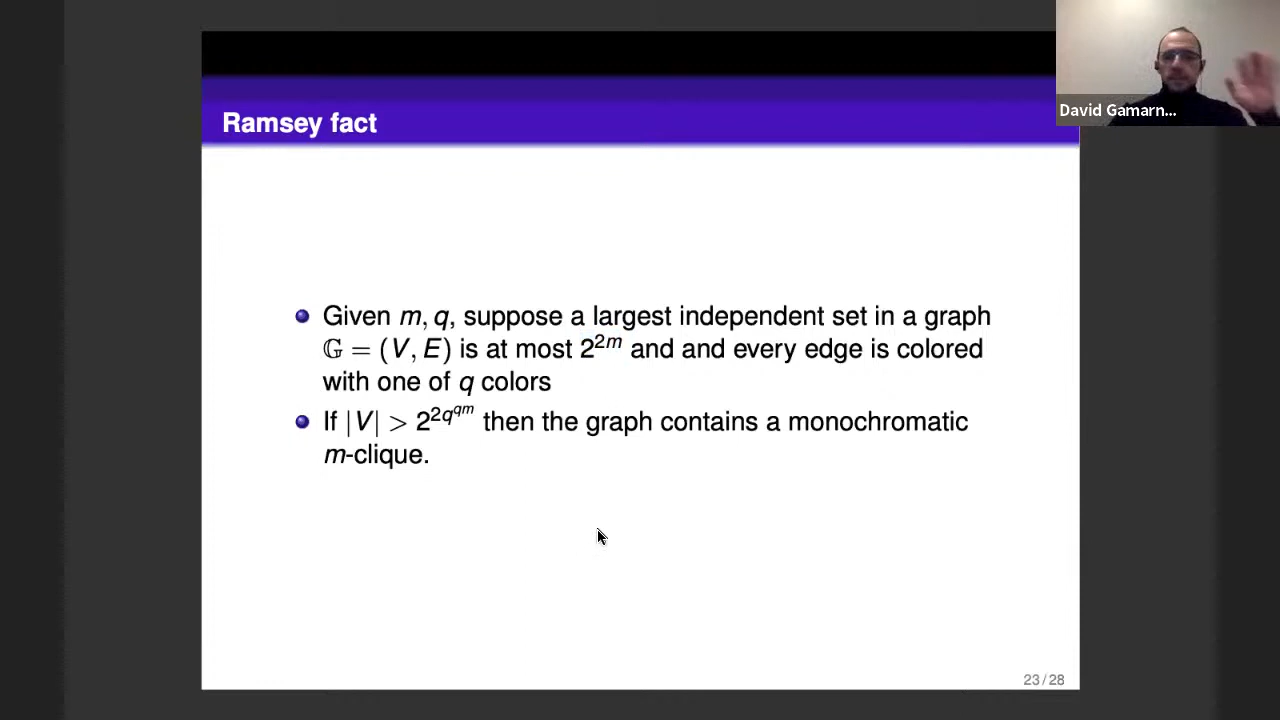 David Gamarn...
Ramsey fact
Given m, q, suppose a largest independent set in a graph
𝔾 = (V, E) is at most 2^{2m} and and every edge is colored
with one of q colors
If |V| > 2^{2q^{qm}} then the graph contains a monochromatic
m-clique.
23 / 28